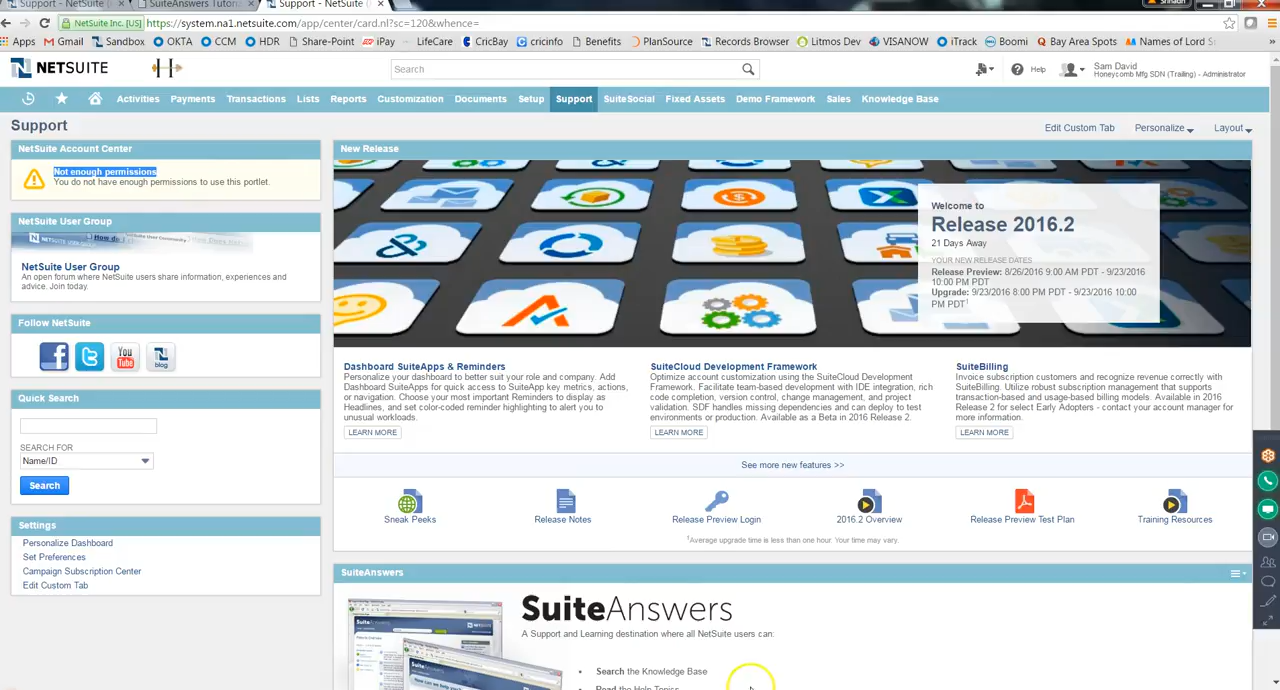 Support - NetSuite (
SuiteAnswers Tutori
Support - NetSuite (
NetSuite Inc. [US]
https://system.na1.netsuite.com/app/center/card.nl?sc=120&whence=
Apps
Gmail
Sandbox
OKTA
CCM
HDR
Share-Point
iPay
LifeCare
CricBay
cricinfo
Benefits
PlanSource
Records Browser
Litmos Dev
VISANOW
iTrack
Boomi
Bay Area Spots
Names of Lord S
NETSUITE
Search
Help
Sam David
Honeycomb Mfg SDN (Trailing) - Administrator
Activities
Payments
Transactions
Lists
Reports
Customization
Documents
Setup
Support
SuiteSocial
Fixed Assets
Demo Framework
Sales
Knowledge Base
Support
Edit Custom Tab
Personalize
Layout
NetSuite Account Center
Not enough permissions
You do not have enough permissions to use this portlet.
NetSuite User Group
NetSuite User Group
An open forum where NetSuite users share information, experiences and
advice. Join today.
Follow NetSuite
You
Tube
blog
Quick Search
SEARCH FOR
Name/ID
Search
Settings
Personalize Dashboard
Set Preferences
Campaign Subscription Center
Edit Custom Tab
New Release
Welcome to
Release 2016.2
21 Days Away
YOUR NEW RELEASE DATES
Release Preview: 8/26/2016 9:00 AM PDT - 9/23/2016
10:00 PM PDT
Upgrade: 9/23/2016 8:00 PM PDT - 9/23/2016 10:00
PM PDT1
Dashboard SuiteApps & Reminders
Personalize your dashboard to better suit your role and company. Add
Dashboard SuiteApps for quick access to SuiteApp key metrics, actions,
or navigation. Choose your most important Reminders to display as
Headlines, and set color-coded reminder highlighting to alert you to
unusual workloads.
LEARN MORE
SuiteCloud Development Framework
Optimize account customization using the SuiteCloud Development
Framework. Facilitate team-based development with IDE integration, rich
code completion, version control, change management, and project
validation. SDF handles missing dependencies and can deploy to test
environments or production. Available as a Beta in 2016 Release 2.
LEARN MORE
SuiteBilling
Invoice subscription customers and recognize revenue correctly with
SuiteBilling. Utilize robust subscription management that supports
transaction-based and usage-based billing models. Available in 2016
Release 2 for select Early Adopters - contact your account manager for
more information.
LEARN MORE
See more new features >>
Sneak Peeks
Release Notes
Release Preview Login
2016.2 Overview
Release Preview Test Plan
Training Resources
1Average upgrade time is less than one hour. Your time may vary.
SuiteAnswers
SuiteAnswers
A Support and Learning destination where all NetSuite users can:
• Search the Knowledge Base
• Read the Help Topics